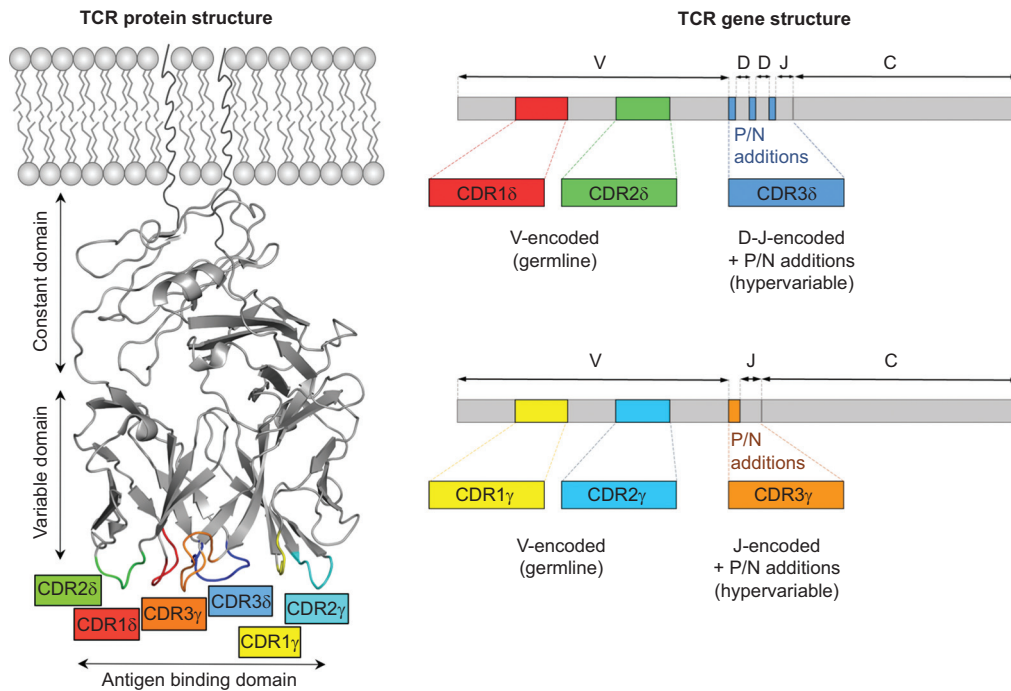 TCR protein structure
Constant domain
Variable domain
CDR2δ
CDR1δ
CDR3γ
CDR3δ
CDR1γ
CDR2γ
Antigen binding domain
TCR gene structure
V
D
D
J
C
P/N
additions
CDR1δ
CDR2δ
CDR3δ
V-encoded
(germline)
D-J-encoded
+ P/N additions
(hypervariable)
V
J
C
P/N
additions
CDR1γ
CDR2γ
CDR3γ
V-encoded
(germline)
J-encoded
+ P/N additions
(hypervariable)